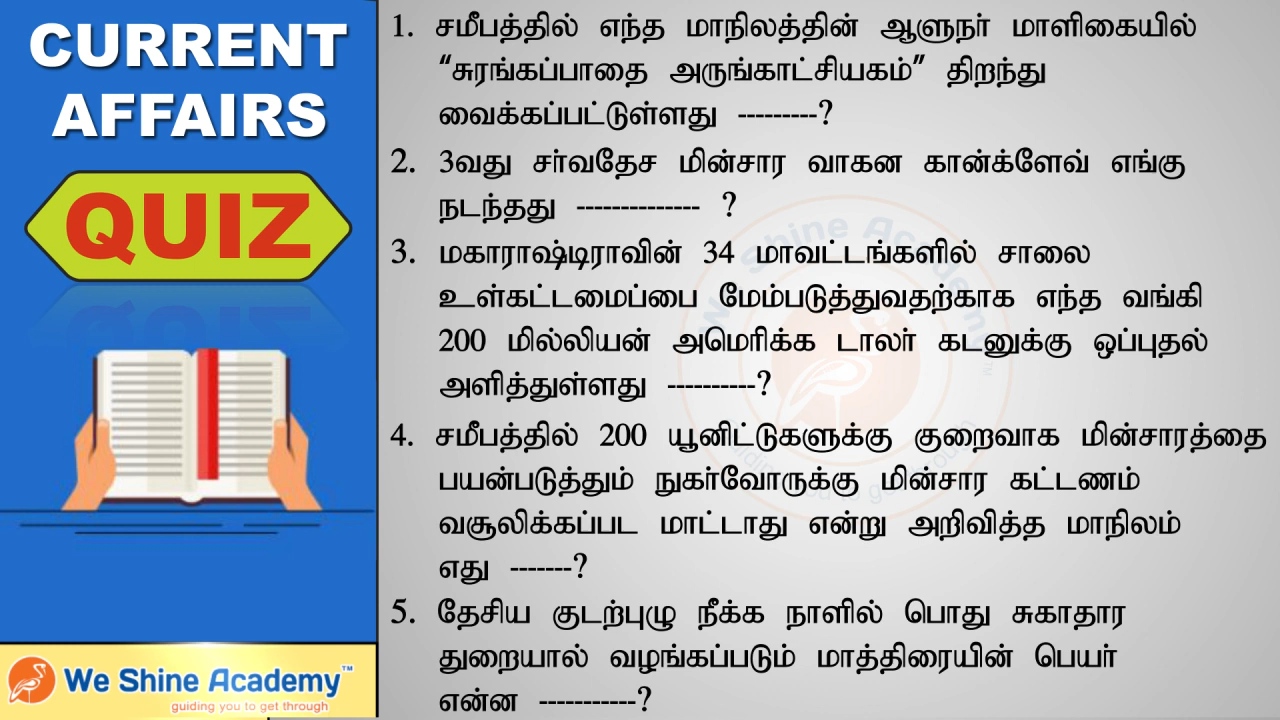 CURRENT
AFFAIRS
QUIZ
1. சமீபத்தில் எந்த மாநிலத்தின் ஆளுநர் மாளிகையில்
“சுரங்கப்பாதை அருங்காட்சியகம்” திறந்து
வைக்கப்பட்டுள்ளது ---------?
2. 3வது சர்வதேச மின்சார வாகன கான்க்ளேவ் எங்கு
நடந்தது -------------- ?
3. மகாராஷ்டிராவின் 34 மாவட்டங்களில் சாலை
உள்கட்டமைப்பை மேம்படுத்துவதற்காக எந்த வங்கி
200 மில்லியன் அமெரிக்க டாலர் கடனுக்கு ஒப்புதல்
அளித்துள்ளது ----------?
4. சமீபத்தில் 200 யூனிட்டுகளுக்கு குறைவாக மின்சாரத்தை
பயன்படுத்தும் நுகர்வோருக்கு மின்சார கட்டணம்
வசூலிக்கப்பட மாட்டாது என்று அறிவித்த மாநிலம்
எது -------?
5. தேசிய குடற்புழு நீக்க நாளில் பொது சுகாதார
துறையால் வழங்கப்படும் மாத்திரையின் பெயர்
என்ன -----------?
We Shine Academy™
guiding you to get through